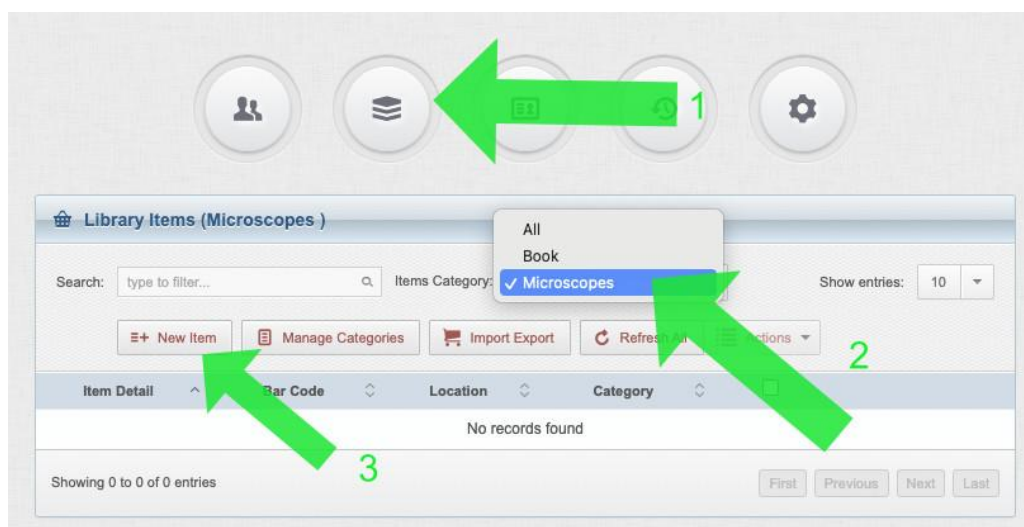 1
Library Items (Microscopes )
All
Book
✓ Microscopes
Search: type to filter... Items Category: Show entries: 10
New Item Manage Categories Import Export Refresh All Actions
2
Item Detail Bar Code Location Category
No records found
3
Showing 0 to 0 of 0 entries First Previous Next Last